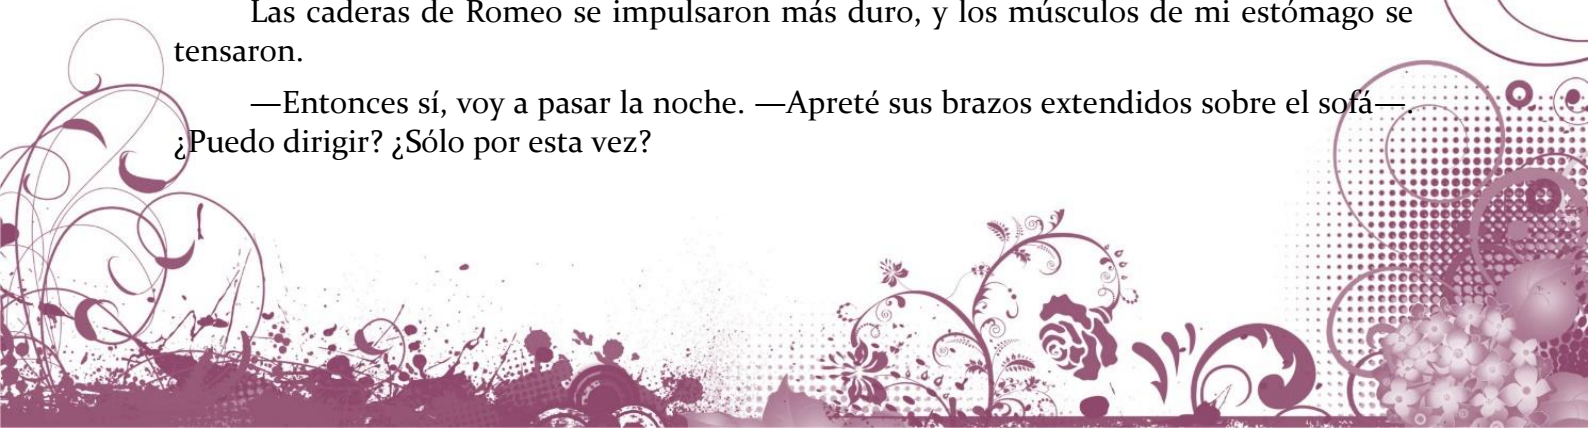 Las caderas de Romeo se impulsaron más duro, y los músculos de mi estómago se
tensaron.
—Entonces sí, voy a pasar la noche. —Apreté sus brazos extendidos sobre el sofá—.
¿Puedo dirigir? ¿Sólo por esta vez?